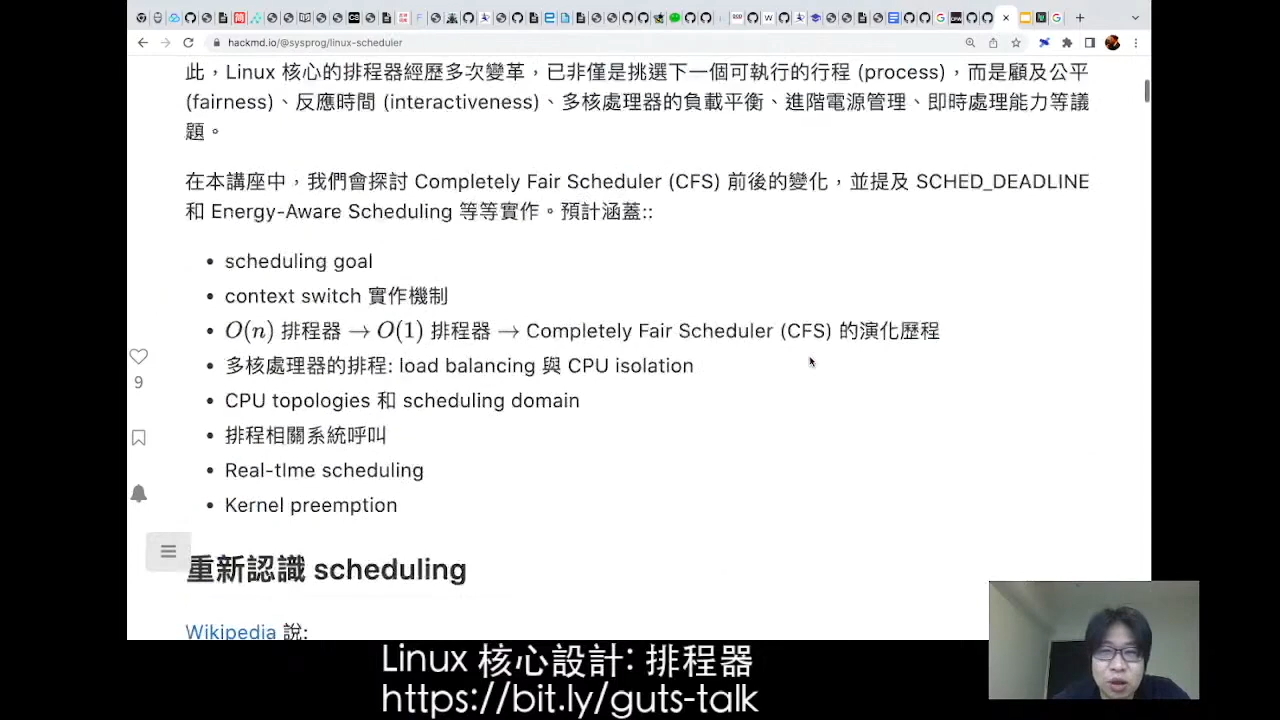 hackmd.io/@sysprog/linux-scheduler
此，Linux 核心的排程器經歷多次變革，已非僅是挑選下一個可執行的行程 (process)，而是顧及公平
(fairness)、反應時間 (interactiveness)、多核處理器的負載平衡、進階電源管理、即時處理能力等議
題。
在本講座中，我們會探討 Completely Fair Scheduler (CFS) 前後的變化，並提及 SCHED_DEADLINE
和 Energy-Aware Scheduling 等等實作。預計涵蓋::
• scheduling goal
• context switch 實作機制
• O(n) 排程器 → O(1) 排程器 → Completely Fair Scheduler (CFS) 的演化歷程
• 多核處理器的排程: load balancing 與 CPU isolation
• CPU topologies 和 scheduling domain
• 排程相關系統呼叫
• Real-tIme scheduling
• Kernel preemption
9
重新認識 scheduling
Wikipedia 說:
Linux 核心設計: 排程器
https://bit.ly/guts-talk